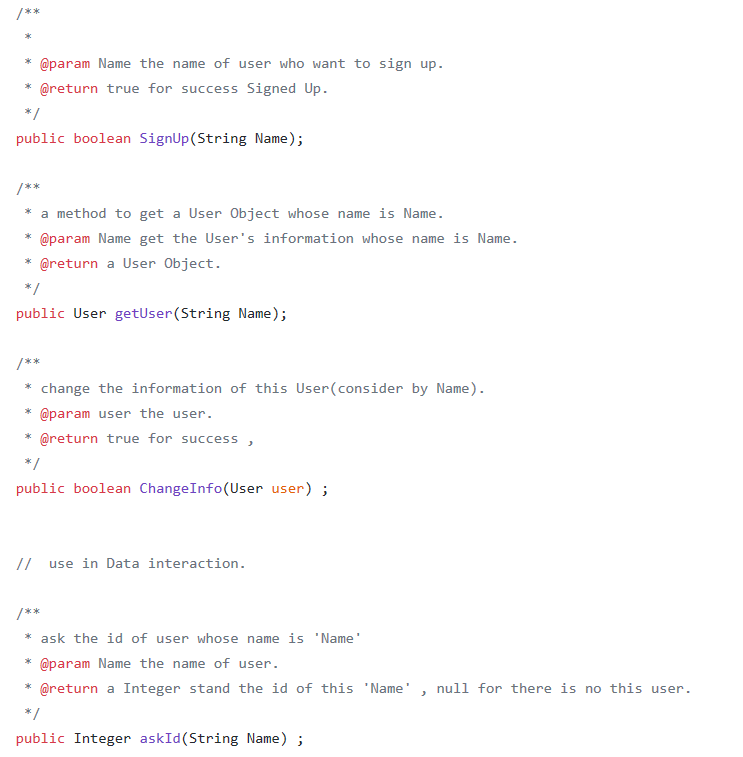 /**
 *
 * @param Name the name of user who want to sign up.
 * @return true for success Signed Up.
 */
public boolean SignUp(String Name);
/**
 * a method to get a User Object whose name is Name.
 * @param Name get the User's information whose name is Name.
 * @return a User Object.
 */
public User getUser(String Name);
/**
 * change the information of this User(consider by Name).
 * @param user the user.
 * @return true for success ,
 */
public boolean ChangeInfo(User user) ;
//  use in Data interaction.
/**
 * ask the id of user whose name is 'Name'
 * @param Name the name of user.
 * @return a Integer stand the id of this 'Name' , null for there is no this user.
 */
public Integer askId(String Name) ;